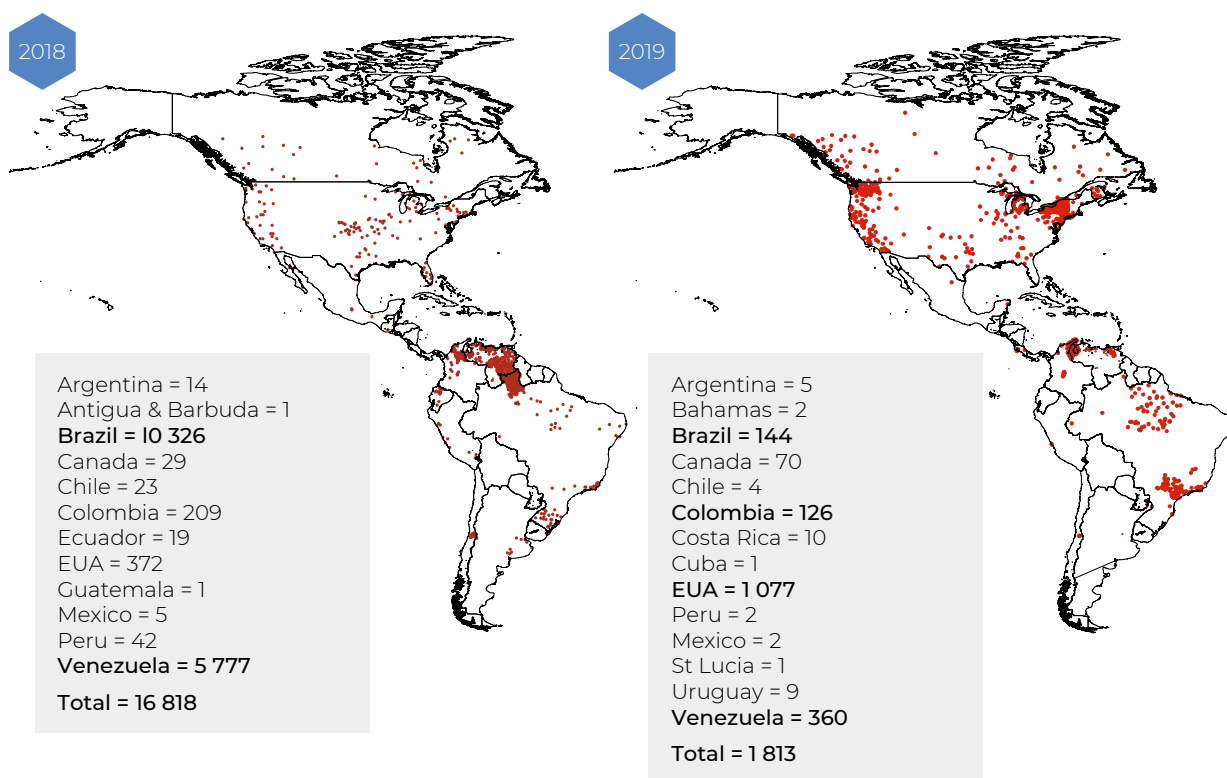 2018
Argentina = 14
Antigua & Barbuda = 1
Brazil = l0 326
Canada = 29
Chile = 23
Colombia = 209
Ecuador = 19
EUA = 372
Guatemala = 1
Mexico = 5
Peru = 42
Venezuela = 5 777
Total = 16 818
2019
Argentina = 5
Bahamas = 2
Brazil = 144
Canada = 70
Chile = 4
Colombia = 126
Costa Rica = 10
Cuba = 1
EUA = 1 077
Peru = 2
Mexico = 2
St Lucia = 1
Uruguay = 9
Venezuela = 360
Total = 1 813